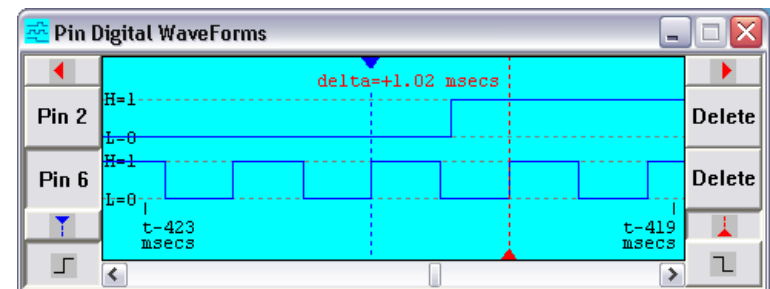 Pin Digital WaveForms
delta=+1.02 msecs
H=1
Pin 2
Delete
L=0
H=1
Pin 6
Delete
L=0
t-423
msecs
t-419
msecs